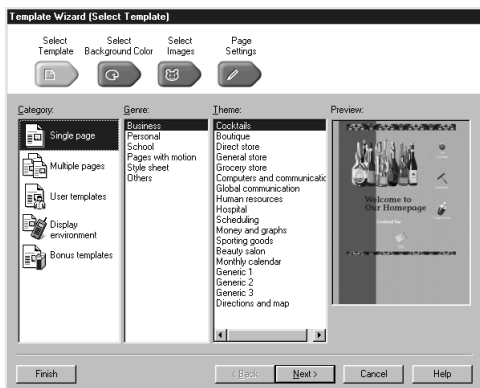 Template Wizard (Select Template)
Select Template
Select Background Color
Select Images
Page Settings
Category:
Single page
Multiple pages
User templates
Display environment
Bonus templates
Genre:
Business
Personal
School
Pages with motion
Style sheet
Others
Theme:
Cocktails
Boutique
Direct store
General store
Grocery store
Computers and communicatic
Global communication
Human resources
Hospital
Scheduling
Money and graphs
Sporting goods
Beauty salon
Monthly calendar
Generic 1
Generic 2
Generic 3
Directions and map
Preview:
Welcome to
Our Homepage
Cocktail Bar
Finish
< Back
Next >
Cancel
Help